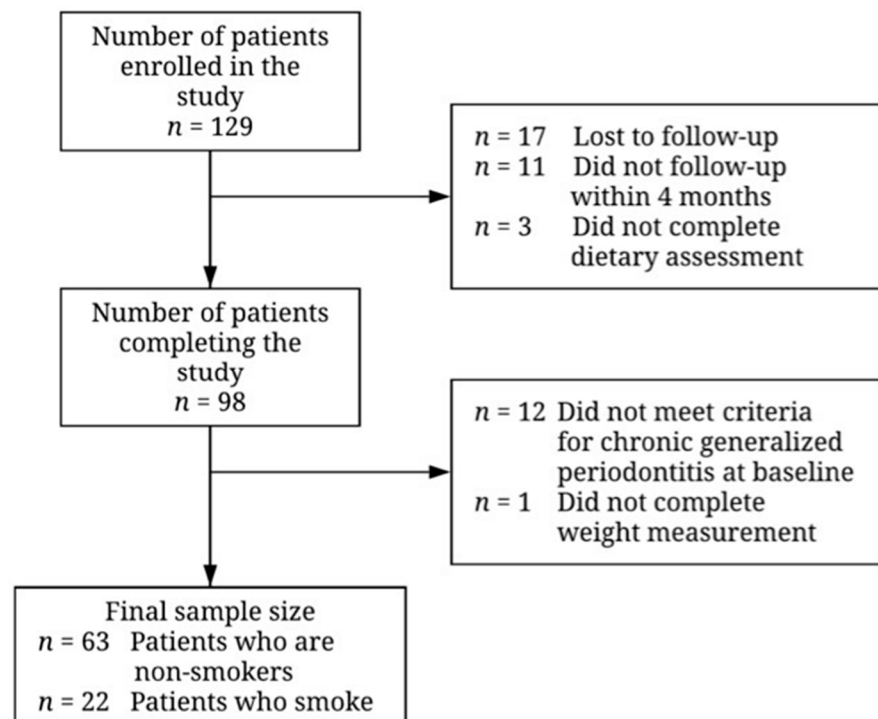 Number of patients
enrolled in the
study
n = 129
n = 17 Lost to follow-up
n = 11 Did not follow-up
within 4 months
n = 3 Did not complete
dietary assessment
Number of patients
completing the
study
n = 98
n = 12 Did not meet criteria
for chronic generalized
periodontitis at baseline
n = 1 Did not complete
weight measurement
Final sample size
n = 63 Patients who are
non-smokers
n = 22 Patients who smoke